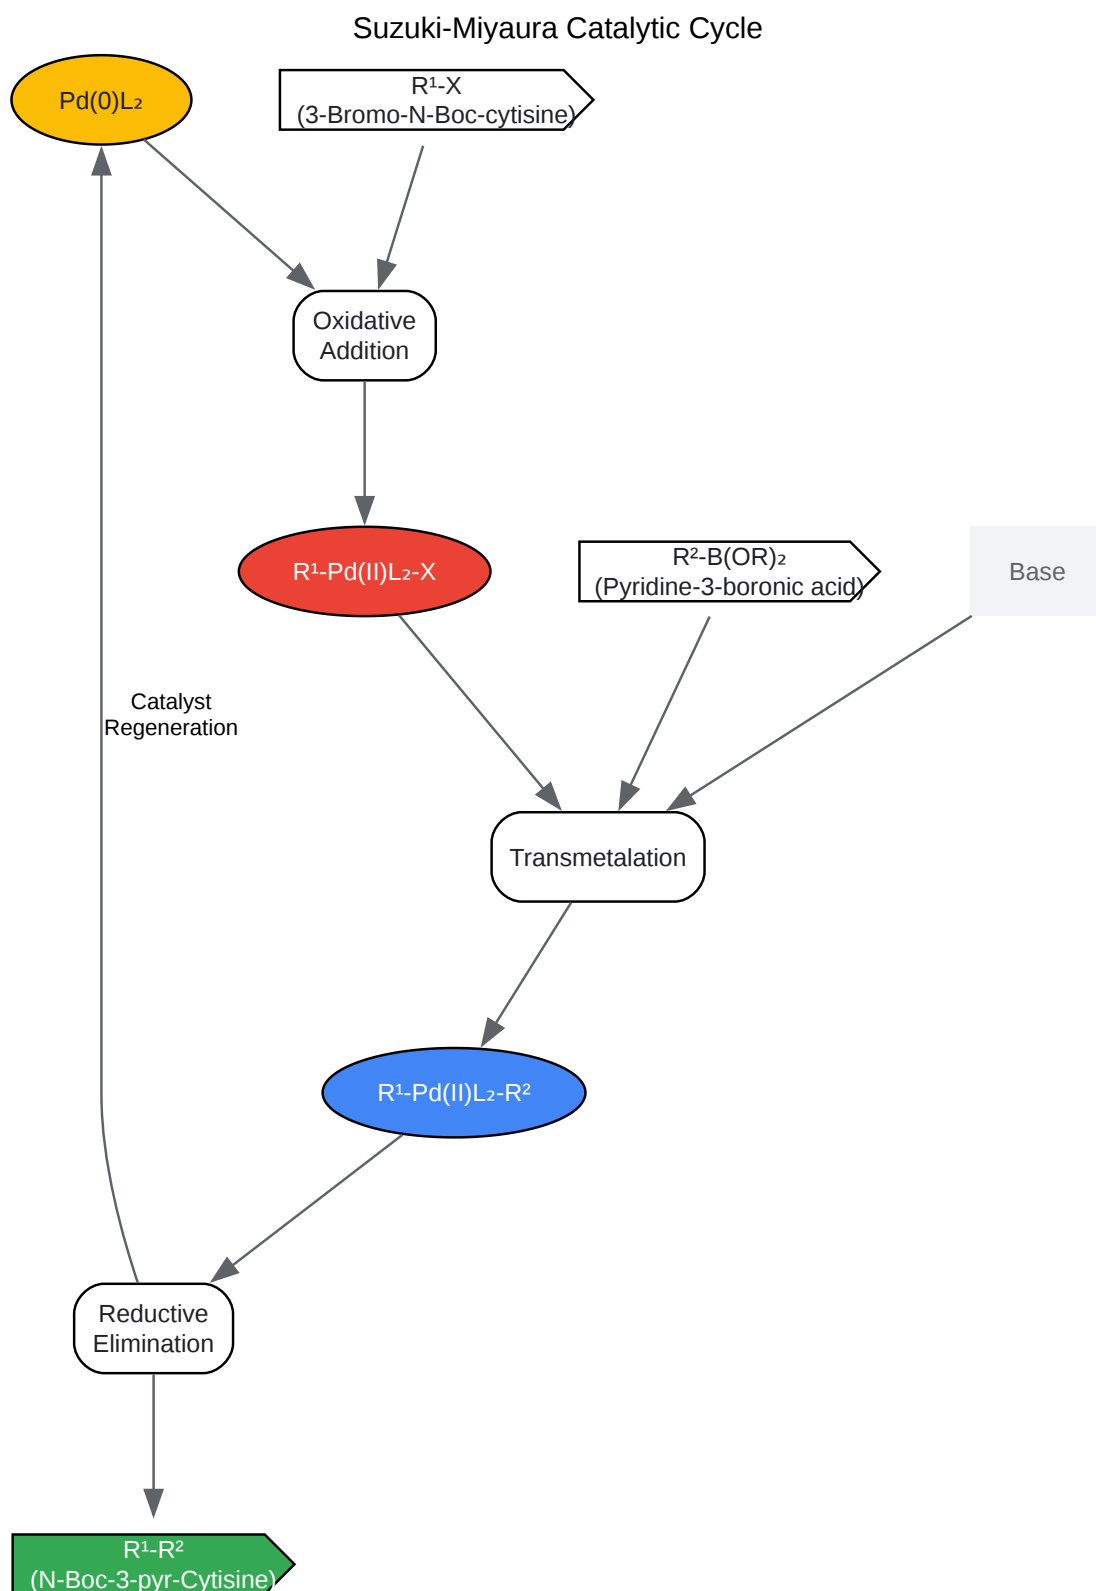 Suzuki-Miyaura Catalytic Cycle
Pd(0)L₂
R¹-X
(3-Bromo-N-Boc-cytisine)
Oxidative
Addition
R¹-Pd(II)L₂-X
R²-B(OR)₂
(Pyridine-3-boronic acid)
Base
Catalyst
Regeneration
Transmetalation
R¹-Pd(II)L₂-R²
Reductive
Elimination
R¹-R²
(N-Boc-3-pyr-Cytisine)